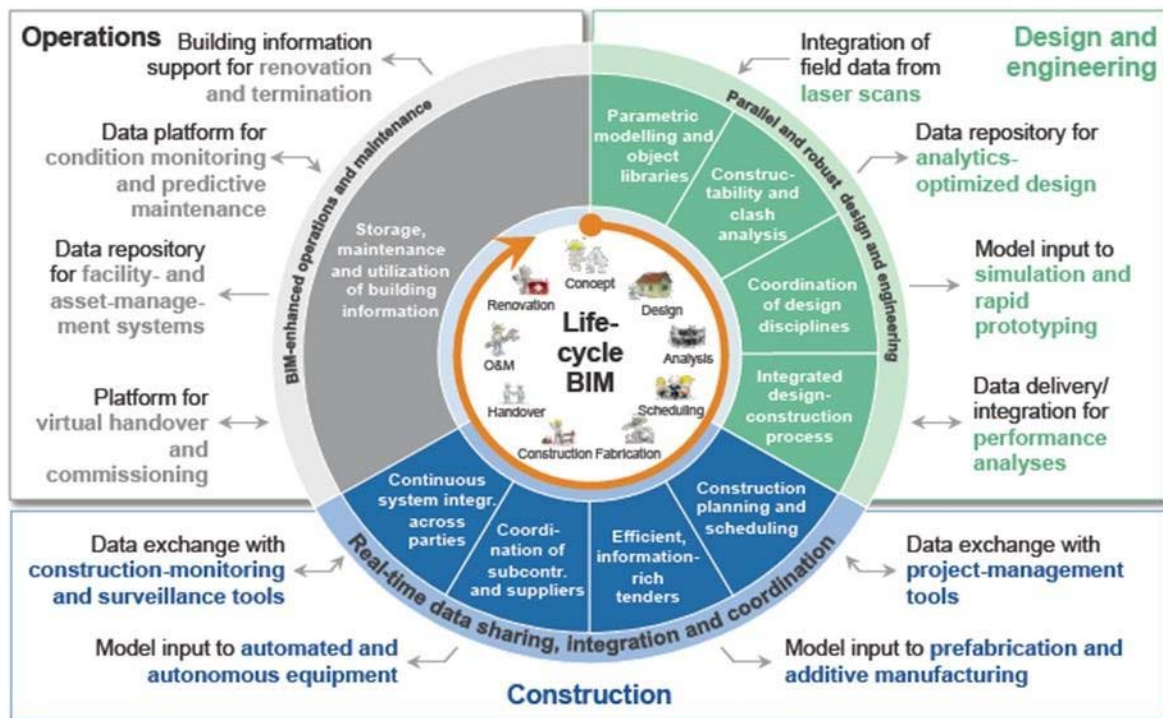 Operations
Building information
support for renovation
and termination
Data platform for
condition monitoring
and predictive
maintenance
Data repository
for facility- and
asset-manage-
ment systems
Platform for
virtual handover
and
commissioning
BIM-enhanced operations and maintenance
Storage,
maintenance
and utilization
of building
information
Design and
engineering
Integration of
field data from
laser scans
Data repository for
analytics-
optimized design
Model input to
simulation and
rapid
prototyping
Data delivery/
integration for
performance
analyses
Parallel and robust design and engineering
Parametric
modelling and
object
libraries
Construc-
tability and
clash
analysis
Coordination
of design
disciplines
Integrated
design-
construction
process
Life-
cycle
BIM
Concept
Design
Analysis
Scheduling
Fabrication
Construction
Handover
O&M
Renovation
Construction
planning and
scheduling
Efficient,
information-
rich
tenders
Coordi-
nation of
subcontr.
and suppliers
Continuous
system integr.
across
parties
Real-time data sharing, integration and coordination
Data exchange with
construction-monitoring
and surveillance tools
Model input to automated and
autonomous equipment
Data exchange with
project-management
tools
Model input to prefabrication and
additive manufacturing
Construction